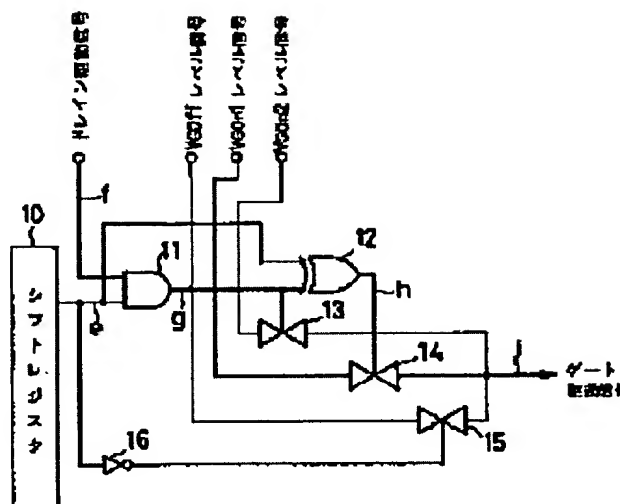 ドレイン駆動信号
VGOff レベル信号
VGOn1 レベル信号
VGOn2 レベル信号
f
10
11
12
シフトレジスタ
e
g
h
13
14
i
ゲート
駆動信号
15
16